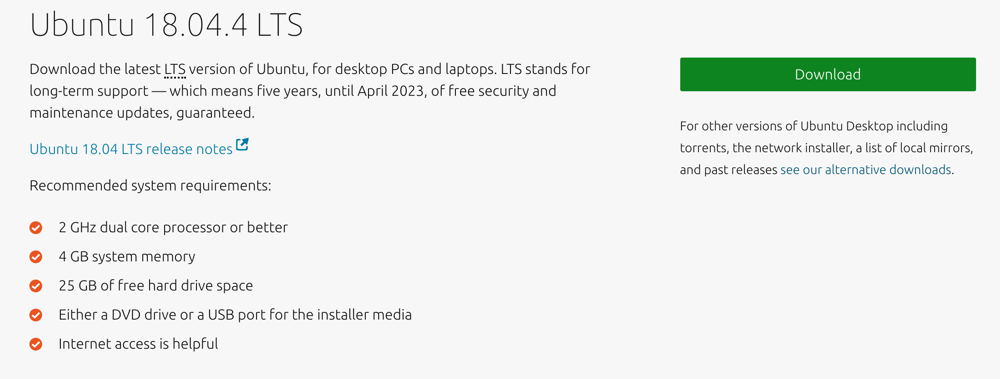 Ubuntu 18.04.4 LTS
Download the latest LTS version of Ubuntu, for desktop PCs and laptops. LTS stands for
long-term support — which means five years, until April 2023, of free security and
maintenance updates, guaranteed.
Ubuntu 18.04 LTS release notes
Recommended system requirements:
2 GHz dual core processor or better
4 GB system memory
25 GB of free hard drive space
Either a DVD drive or a USB port for the installer media
Internet access is helpful
Download
For other versions of Ubuntu Desktop including
torrents, the network installer, a list of local mirrors,
and past releases see our alternative downloads.